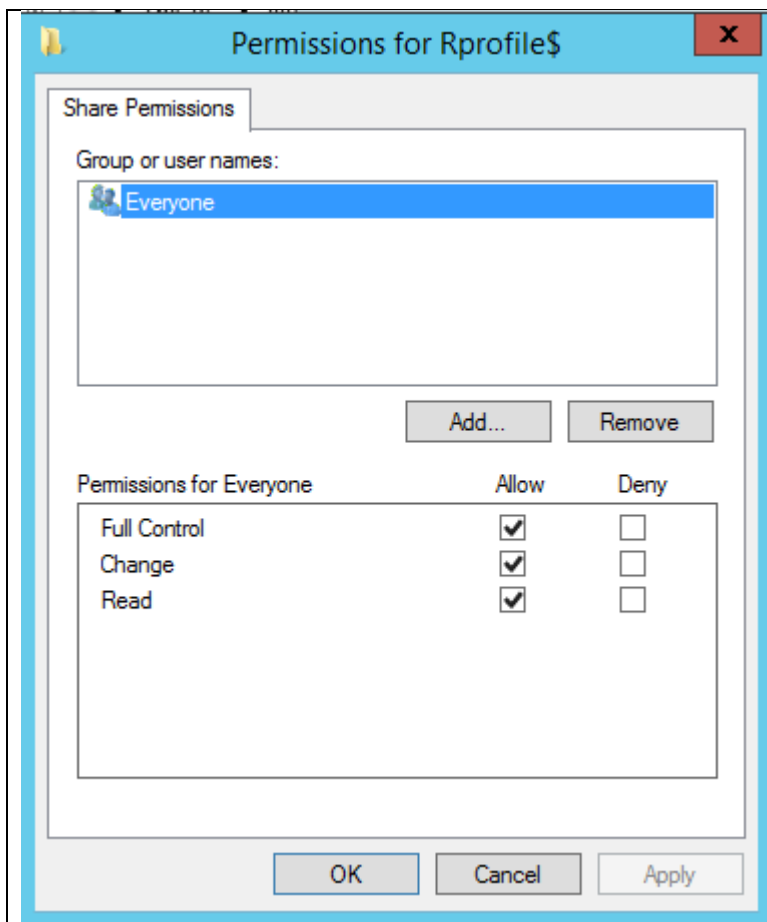 Permissions for Rprofile$
x
Share Permissions
Group or user names:
Everyone
Add... Remove
Permissions for Everyone Allow Deny
Full Control
Change
Read
OK Cancel Apply